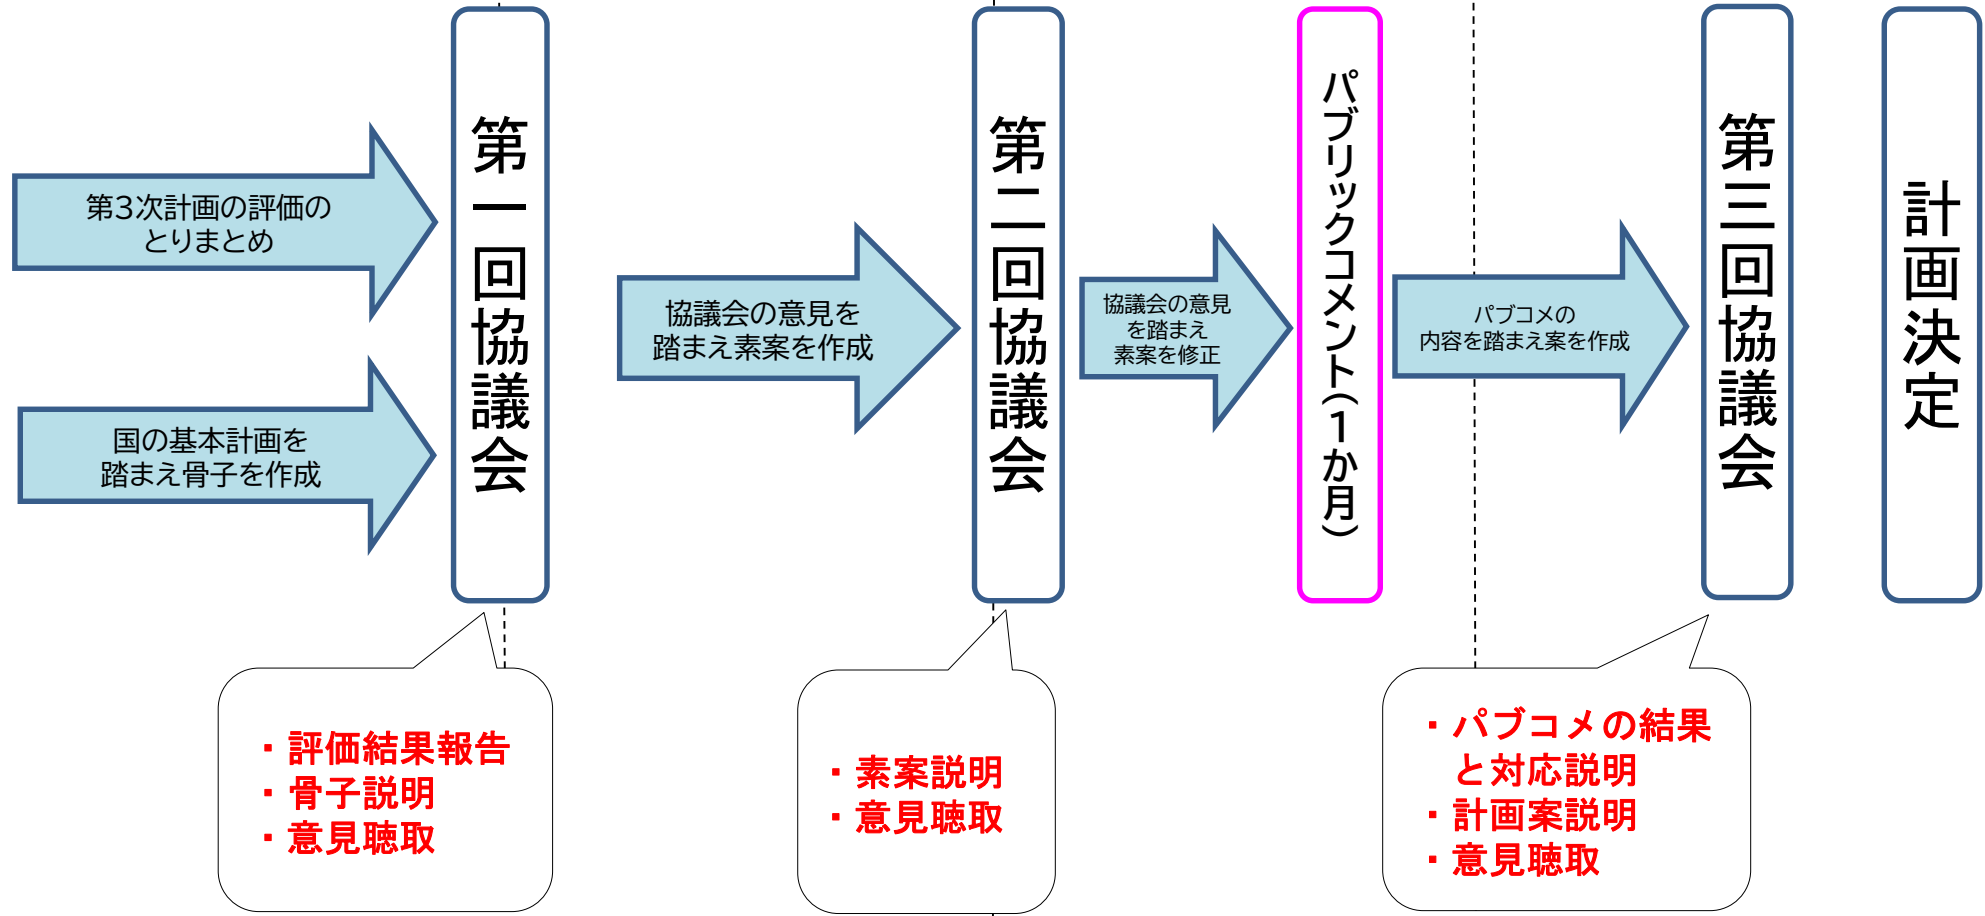 第3次計画の評価の
とりまとめ
国の基本計画を
踏まえ骨子を作成
第一回協議会
・評価結果報告
・骨子説明
・意見聴取
協議会の意見を
踏まえ素案を作成
第二回協議会
・素案説明
・意見聴取
協議会の意見
を踏まえ
素案を修正
パブリックコメント(1か月)
パブコメの
内容を踏まえ案を作成
第三回協議会
・パブコメの結果
と対応説明
・計画案説明
・意見聴取
計画決定